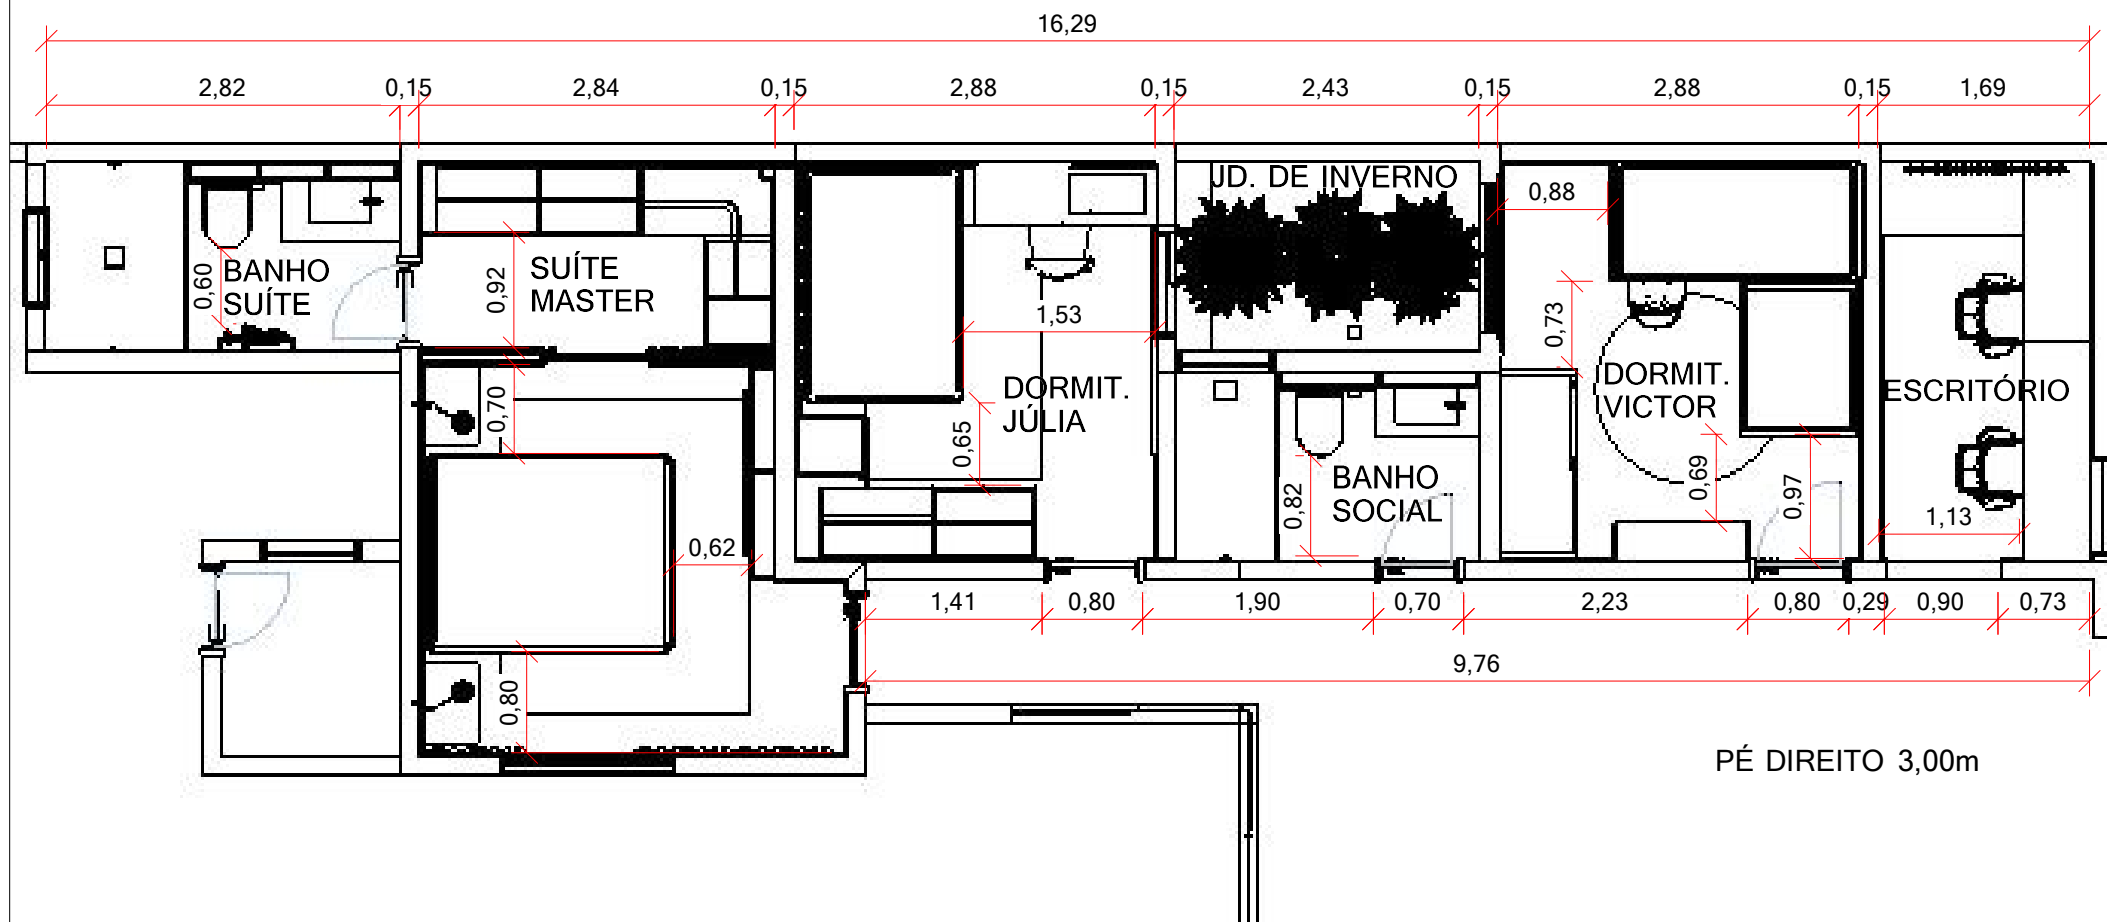 16,29
2,82
0,15
2,84
0,15
2,88
0,15
2,43
0,15
2,88
0,15
1,69
JD. DE INVERNO
0,88
0,60
BANHO
SUÍTE
0,92
SUÍTE
MASTER
1,53
0,73
0,70
DORMIT.
JÚLIA
0,65
DORMIT.
VICTOR
ESCRITÓRIO
0,82
BANHO
SOCIAL
0,69
0,97
1,13
0,62
1,41
0,80
1,90
0,70
2,23
0,80
0,29
0,90
0,73
9,76
0,80
PÉ DIREITO 3,00m